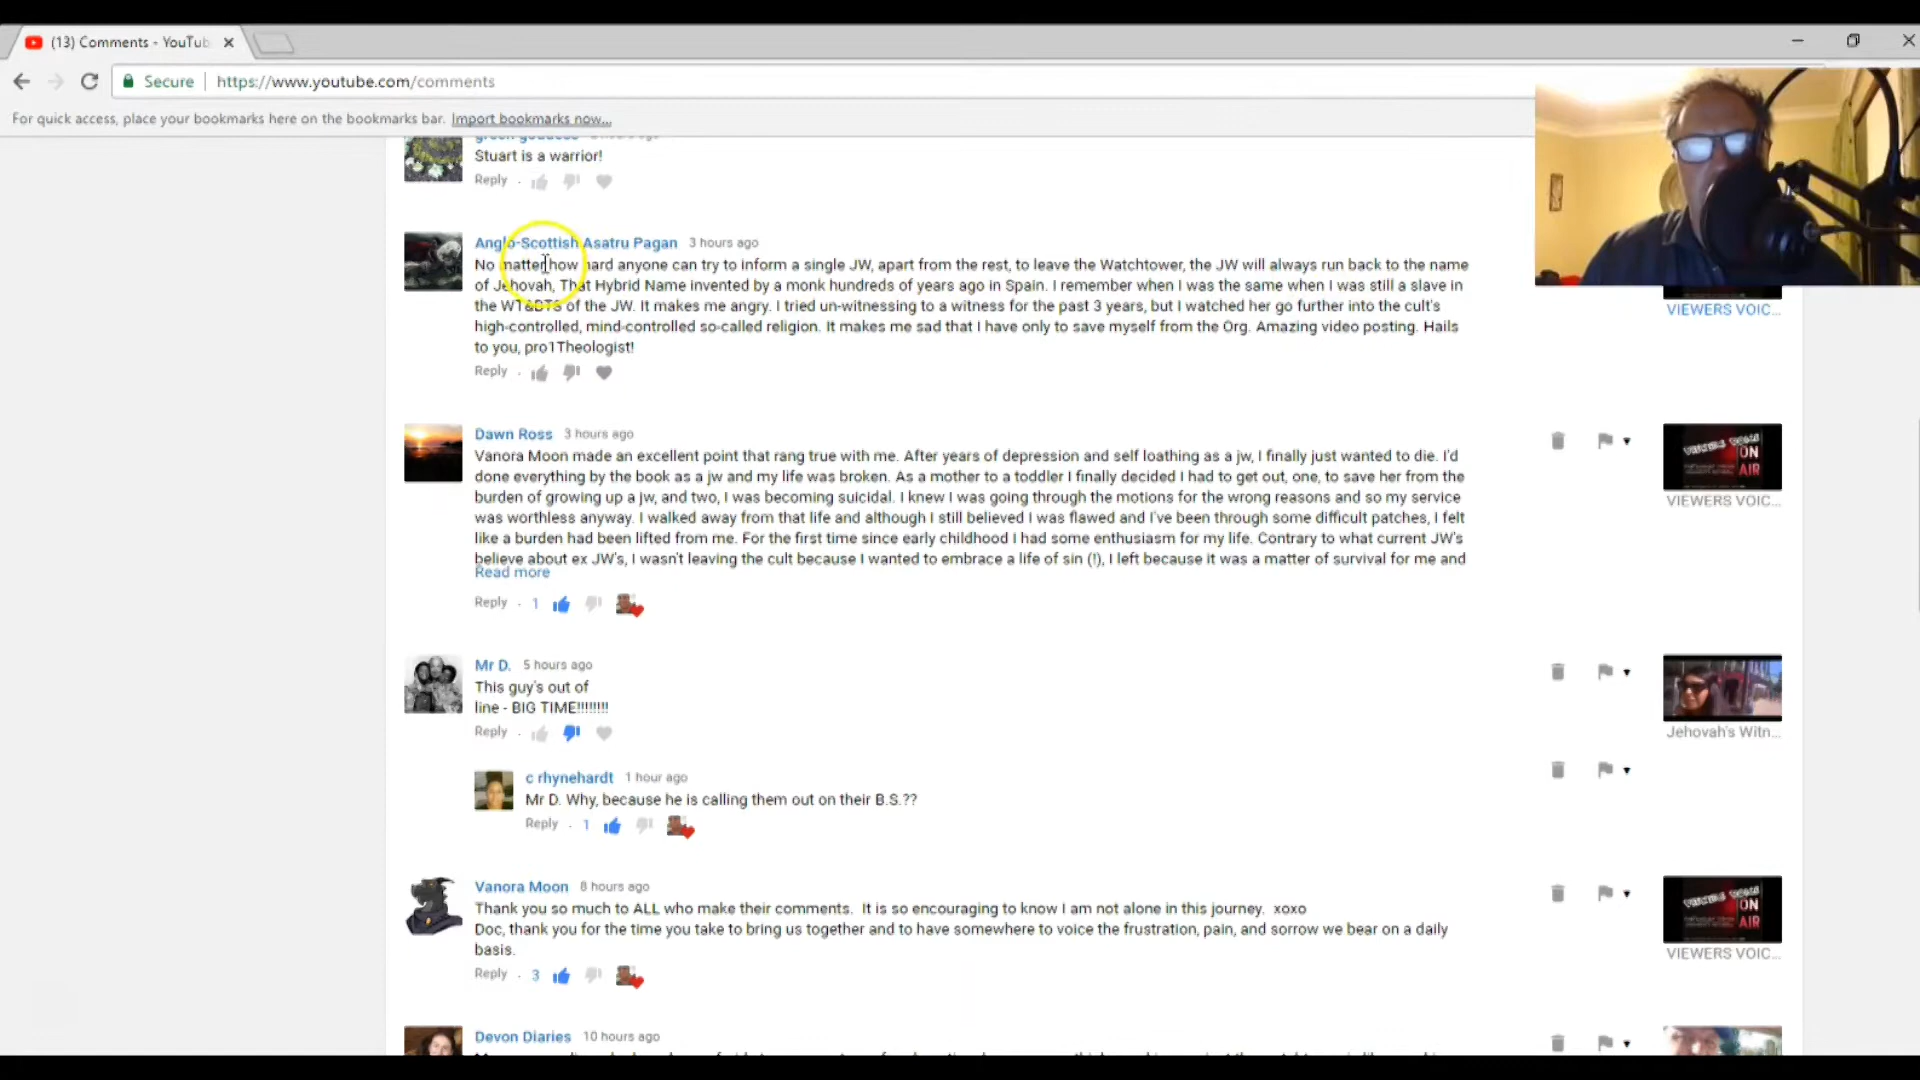 (13) Comments - YouTub
Secure
https://www.youtube.com/comments
For quick access, place your bookmarks here on the bookmarks bar. Import bookmarks now...
green goddess
Stuart is a warrior!
Reply
Anglo-Scottish Asatru Pagan 3 hours ago
No matter how hard anyone can try to inform a single JW, apart from the rest, to leave the Watchtower, the JW will always run back to the name
of Jehovah, That Hybrid Name invented by a monk hundreds of years ago in Spain. I remember when I was the same when I was still a slave in
the WT&BTS of the JW. It makes me angry. I tried un-witnessing to a witness for the past 3 years, but I watched her go further into the cult's
high-controlled, mind-controlled so-called religion. It makes me sad that I have only to save myself from the Org. Amazing video posting. Hails
to you, pro1Theologist!
Reply
VIEWERS VOIC...
Dawn Ross 3 hours ago
Vanora Moon made an excellent point that rang true with me. After years of depression and self loathing as a jw, I finally just wanted to die. I'd
done everything by the book as a jw and my life was broken. As a mother to a toddler I finally decided I had to get out, one, to save her from the
burden of growing up a jw, and two, I was becoming suicidal. I knew I was going through the motions for the wrong reasons and so my service
was worthless anyway. I walked away from that life and although I still believed I was flawed and I've been through some difficult patches, I felt
like a burden had been lifted from me. For the first time since early childhood I had some enthusiasm for my life. Contrary to what current JW's
believe about ex JW's, I wasn't leaving the cult because I wanted to embrace a life of sin (!), I left because it was a matter of survival for me and
Read more
Reply 1
ON
AIR
VIEWERS VOIC...
Mr D. 5 hours ago
This guy's out of
line - BIG TIME!!!!!!!!
Reply
Jehovah's Witn...
c rhynehardt 1 hour ago
Mr D. Why, because he is calling them out on their B.S.??
Reply 1
Vanora Moon 8 hours ago
Thank you so much to ALL who make their comments. It is so encouraging to know I am not alone in this journey. xoxo
Doc, thank you for the time you take to bring us together and to have somewhere to voice the frustration, pain, and sorrow we bear on a daily
basis.
Reply 3
ON
AIR
VIEWERS VOIC...
Devon Diaries 10 hours ago